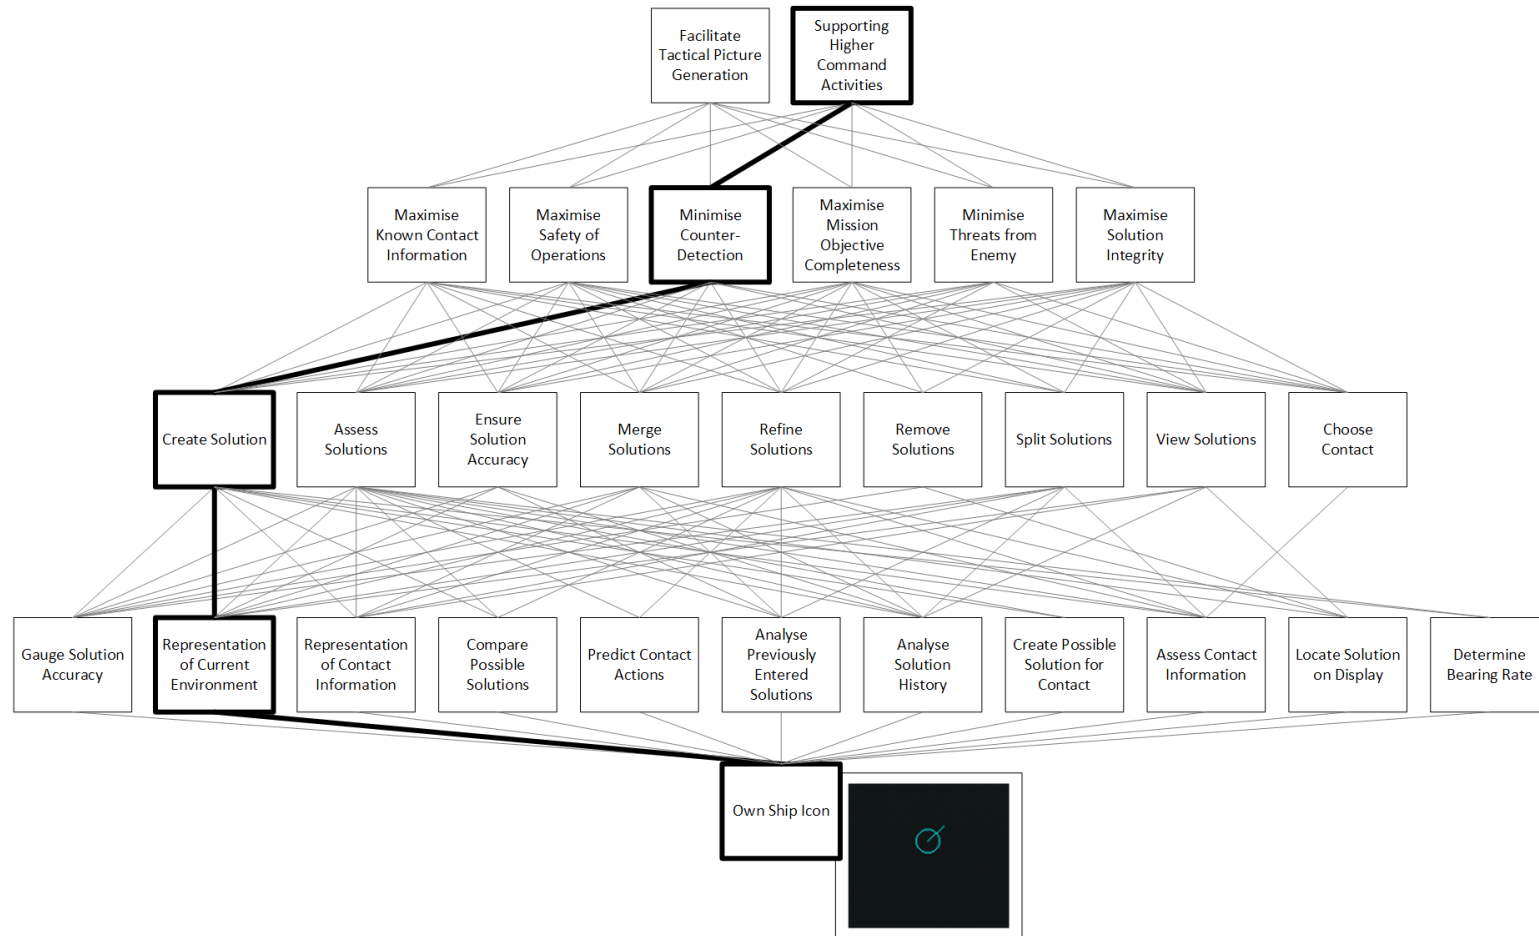 Facilitate
Tactical Picture
Generation
Supporting
Higher
Command
Activities
Maximise
Known Contact
Information
Maximise
Safety of
Operations
Minimise
Counter-
Detection
Maximise
Mission
Objective
Completeness
Minimise
Threats from
Enemy
Maximise
Solution
Integrity
Create Solution
Assess
Solutions
Ensure
Solution
Accuracy
Merge
Solutions
Refine
Solutions
Remove
Solutions
Split Solutions
View Solutions
Choose
Contact
Gauge Solution
Accuracy
Representation
of Current
Environment
Representation
of Contact
Information
Compare
Possible
Solutions
Predict Contact
Actions
Analyse
Previously
Entered
Solutions
Analyse
Solution
History
Create Possible
Solution for
Contact
Assess Contact
Information
Locate Solution
on Display
Determine
Bearing Rate
Own Ship Icon